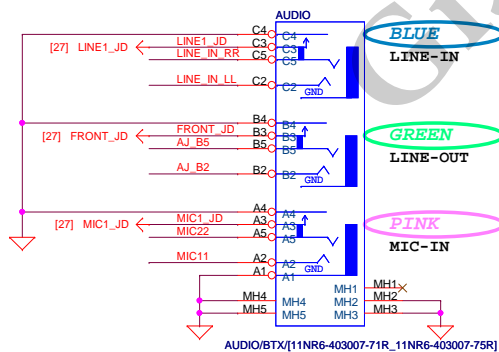 AUDIO
C4 C4 BLUE
[27] LINE1_JD LINE1_JD C3 C3
LINE_IN_RR C5 C5 LINE-IN
LINE_IN_LL C2 C2
GND
B4 B4
[27] FRONT_JD FRONT_JD B3 B3 GREEN
AJ_B5 B5 B5 LINE-OUT
AJ_B2 B2 B2
GND
A4 A4
[27] MIC1_JD MIC1_JD A3 A3 PINK
MIC22 A5 A5 MIC-IN
MIC11 A2 A2
GND
A1 A1
MH1 MH1
MH4 MH4 MH2 MH2
MH5 MH5 MH3 MH3
AUDIO/BTX/[11NR6-403007-71R_11NR6-403007-75R]